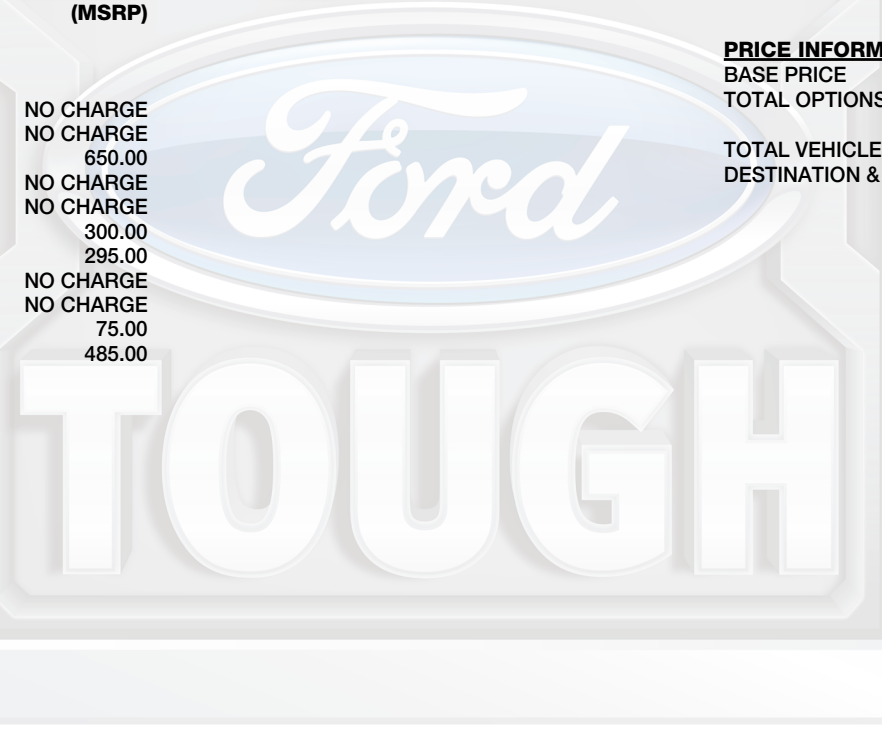 (MSRP)
NO CHARGE
NO CHARGE
650.00
NO CHARGE
NO CHARGE
300.00
295.00
NO CHARGE
NO CHARGE
75.00
485.00
PRICE INFORM
BASE PRICE
TOTAL OPTIONS
TOTAL VEHICLE
DESTINATION &
Ford
TOUGH